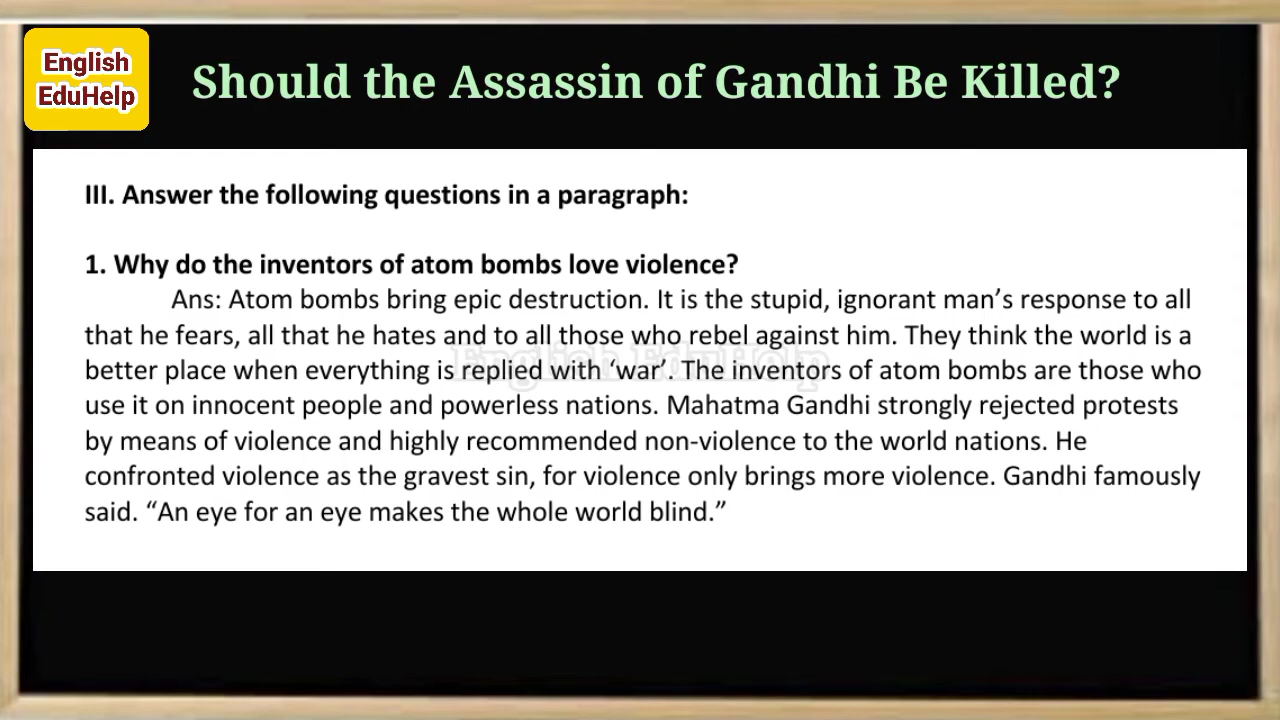 English
EduHelp
Should the Assassin of Gandhi Be Killed?
III. Answer the following questions in a paragraph:
1. Why do the inventors of atom bombs love violence?
Ans: Atom bombs bring epic destruction. It is the stupid, ignorant man’s response to all
that he fears, all that he hates and to all those who rebel against him. They think the world is a
English EduHelp
better place when everything is replied with ‘war’. The inventors of atom bombs are those who
use it on innocent people and powerless nations. Mahatma Gandhi strongly rejected protests
by means of violence and highly recommended non-violence to the world nations. He
confronted violence as the gravest sin, for violence only brings more violence. Gandhi famously
said. “An eye for an eye makes the whole world blind.”